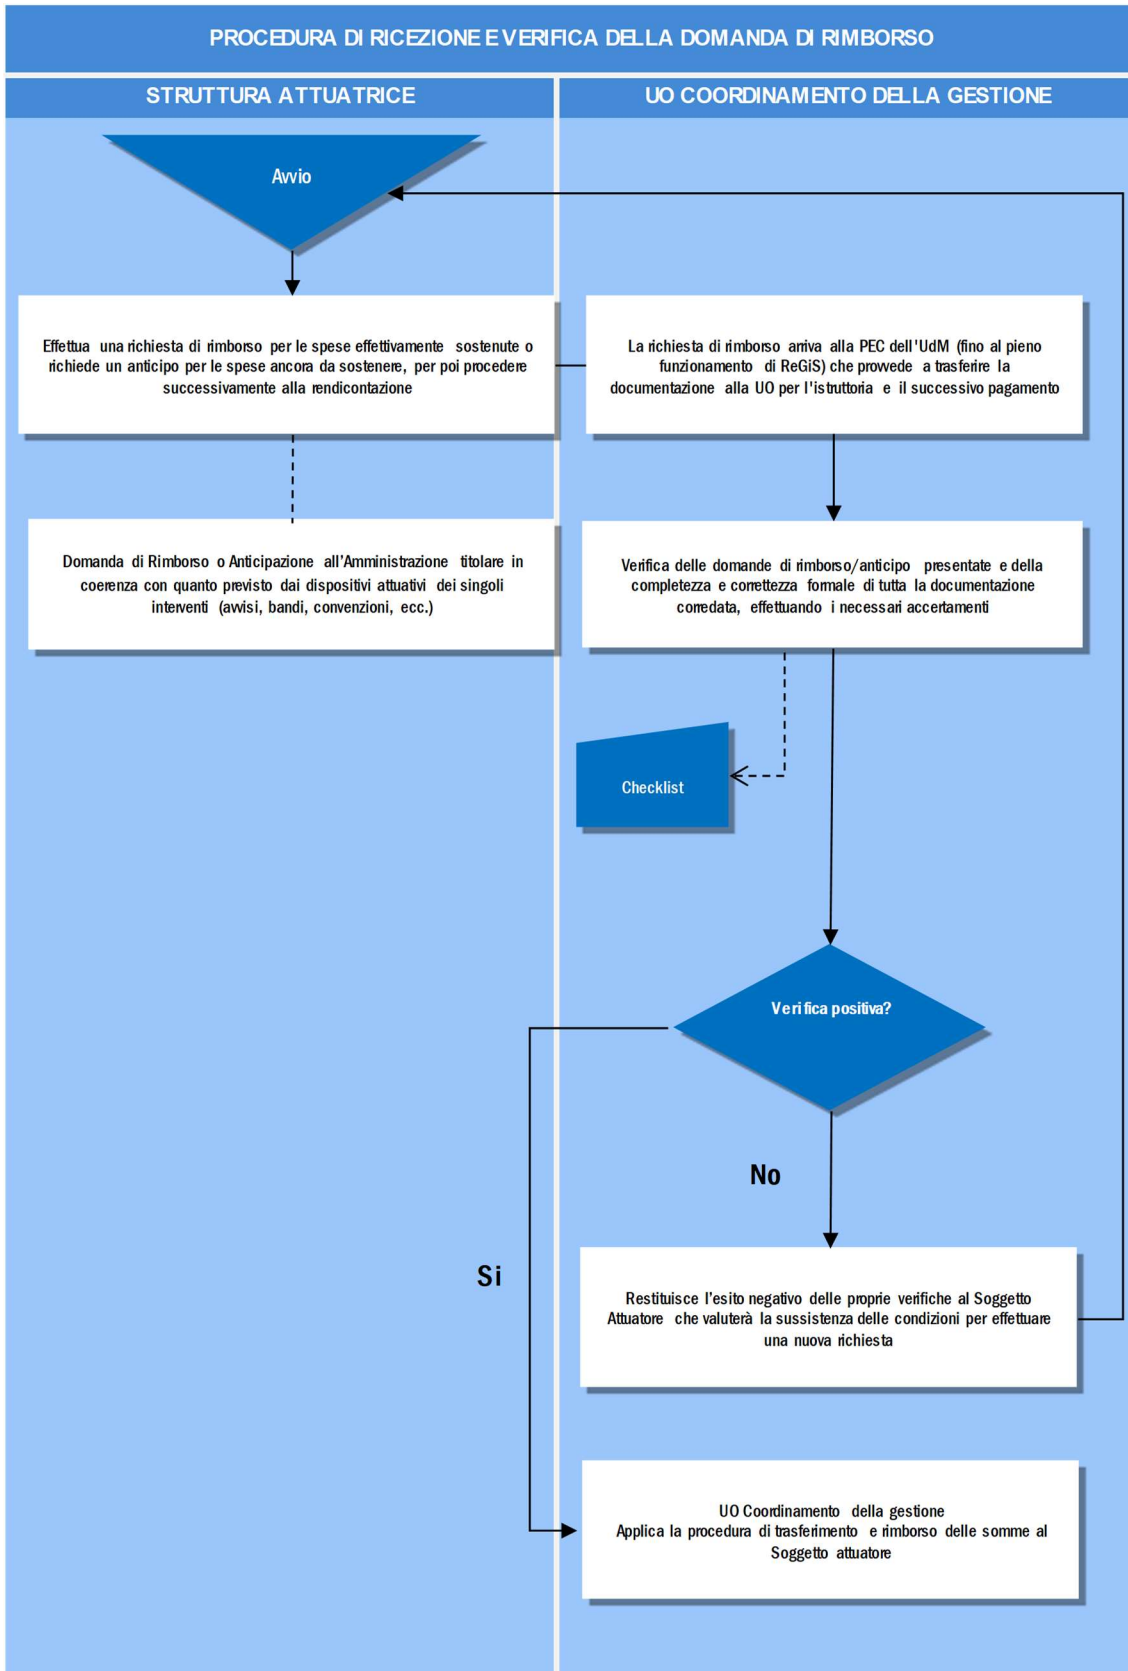 PROCEDURA DI RICEZIONE E VERIFICA DELLA DOMANDA DI RIMBORSO
STRUTTURA ATTUATRICE
UO COORDINAMENTO DELLA GESTIONE
Avvio
Effettua una richiesta di rimborso per le spese effettivamente sostenute o
richiede un anticipo per le spese ancora da sostenere, per poi procedere
successivamente alla rendicontazione
La richiesta di rimborso arriva alla PEC dell'UdM (fino al pieno
funzionamento di ReGiS) che provvede a trasferire la
documentazione alla UO per l'istruttoria e il successivo pagamento
Domanda di Rimborso o Anticipazione all'Amministrazione titolare in
coerenza con quanto previsto dai dispositivi attuativi dei singoli
interventi (avvisi, bandi, convenzioni, ecc.)
Verifica delle domande di rimborso/anticipo presentate e della
completezza e correttezza formale di tutta la documentazione
corredata, effettuando i necessari accertamenti
Checklist
Verifica positiva?
No
Si
Restituisce l'esito negativo delle proprie verifiche al Soggetto
Attuatore che valuterà la sussistenza delle condizioni per effettuare
una nuova richiesta
UO Coordinamento della gestione
Applica la procedura di trasferimento e rimborso delle somme al
Soggetto attuatore